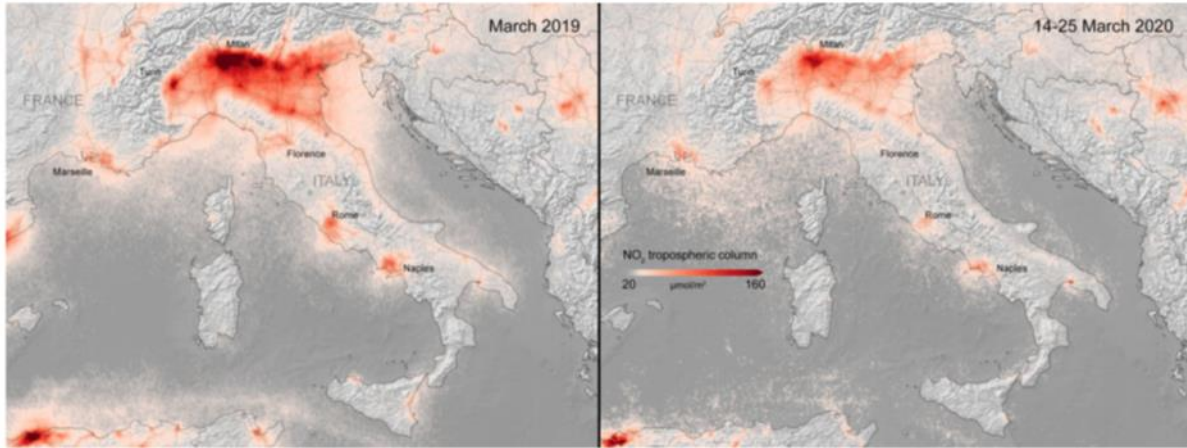 March 2019
Milan
Turin
FRANCE
Marseille
Florence
ITALY
Rome
Naples
14-25 March 2020
Milan
Turin
FRANCE
Marseille
Florence
ITALY
Rome
Naples
NO₂ tropospheric column
20 µmol/m² 160